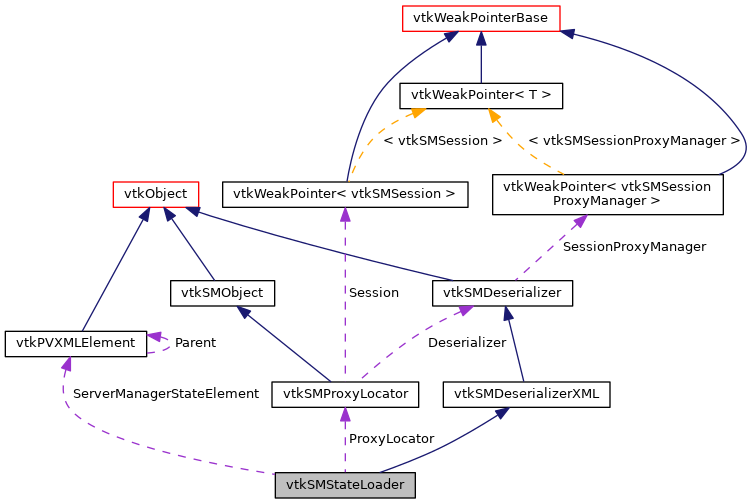 vtkWeakPointerBase
vtkWeakPointer< T >
< vtkSMSession >
< vtkSMSessionProxyManager >
vtkObject
vtkWeakPointer< vtkSMSession >
vtkWeakPointer< vtkSMSession
ProxyManager >
SessionProxyManager
vtkSMObject
Session
vtkSMDeserializer
vtkPVXMLElement
Parent
Deserializer
ServerManagerStateElement
vtkSMProxyLocator
vtkSMDeserializerXML
ProxyLocator
vtkSMStateLoader